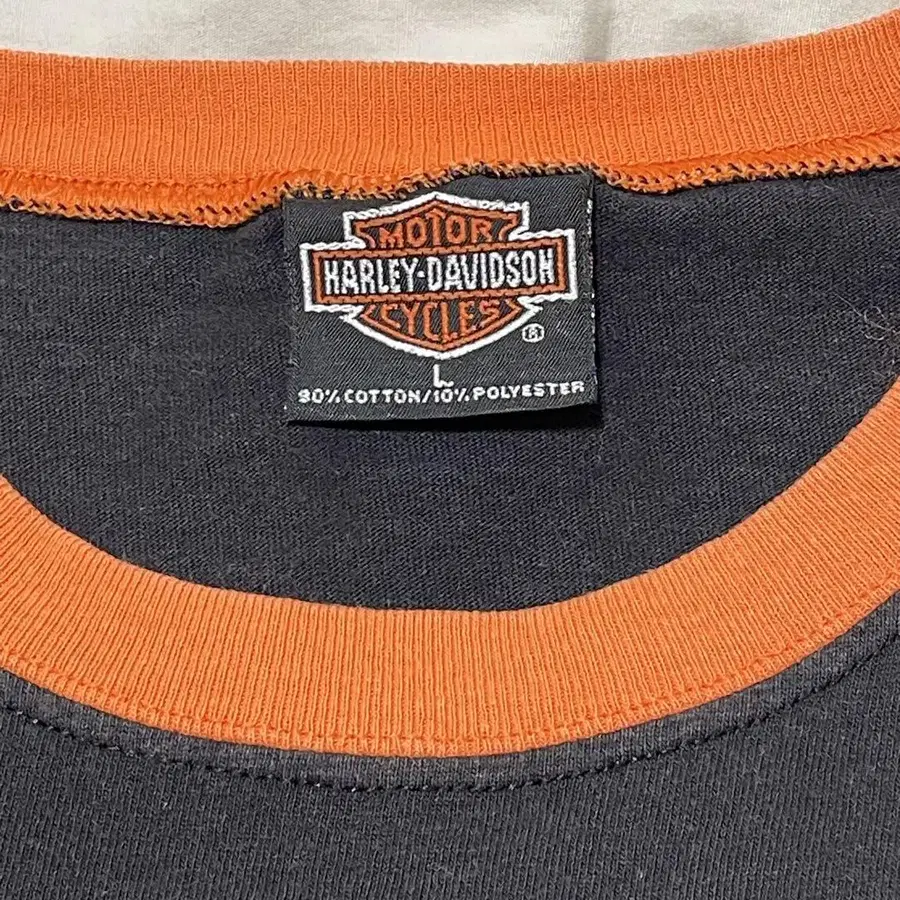 MOTOR
HARLEY-DAVIDSON
CYCLES
®
L
90% COTTON/10% POLYESTER